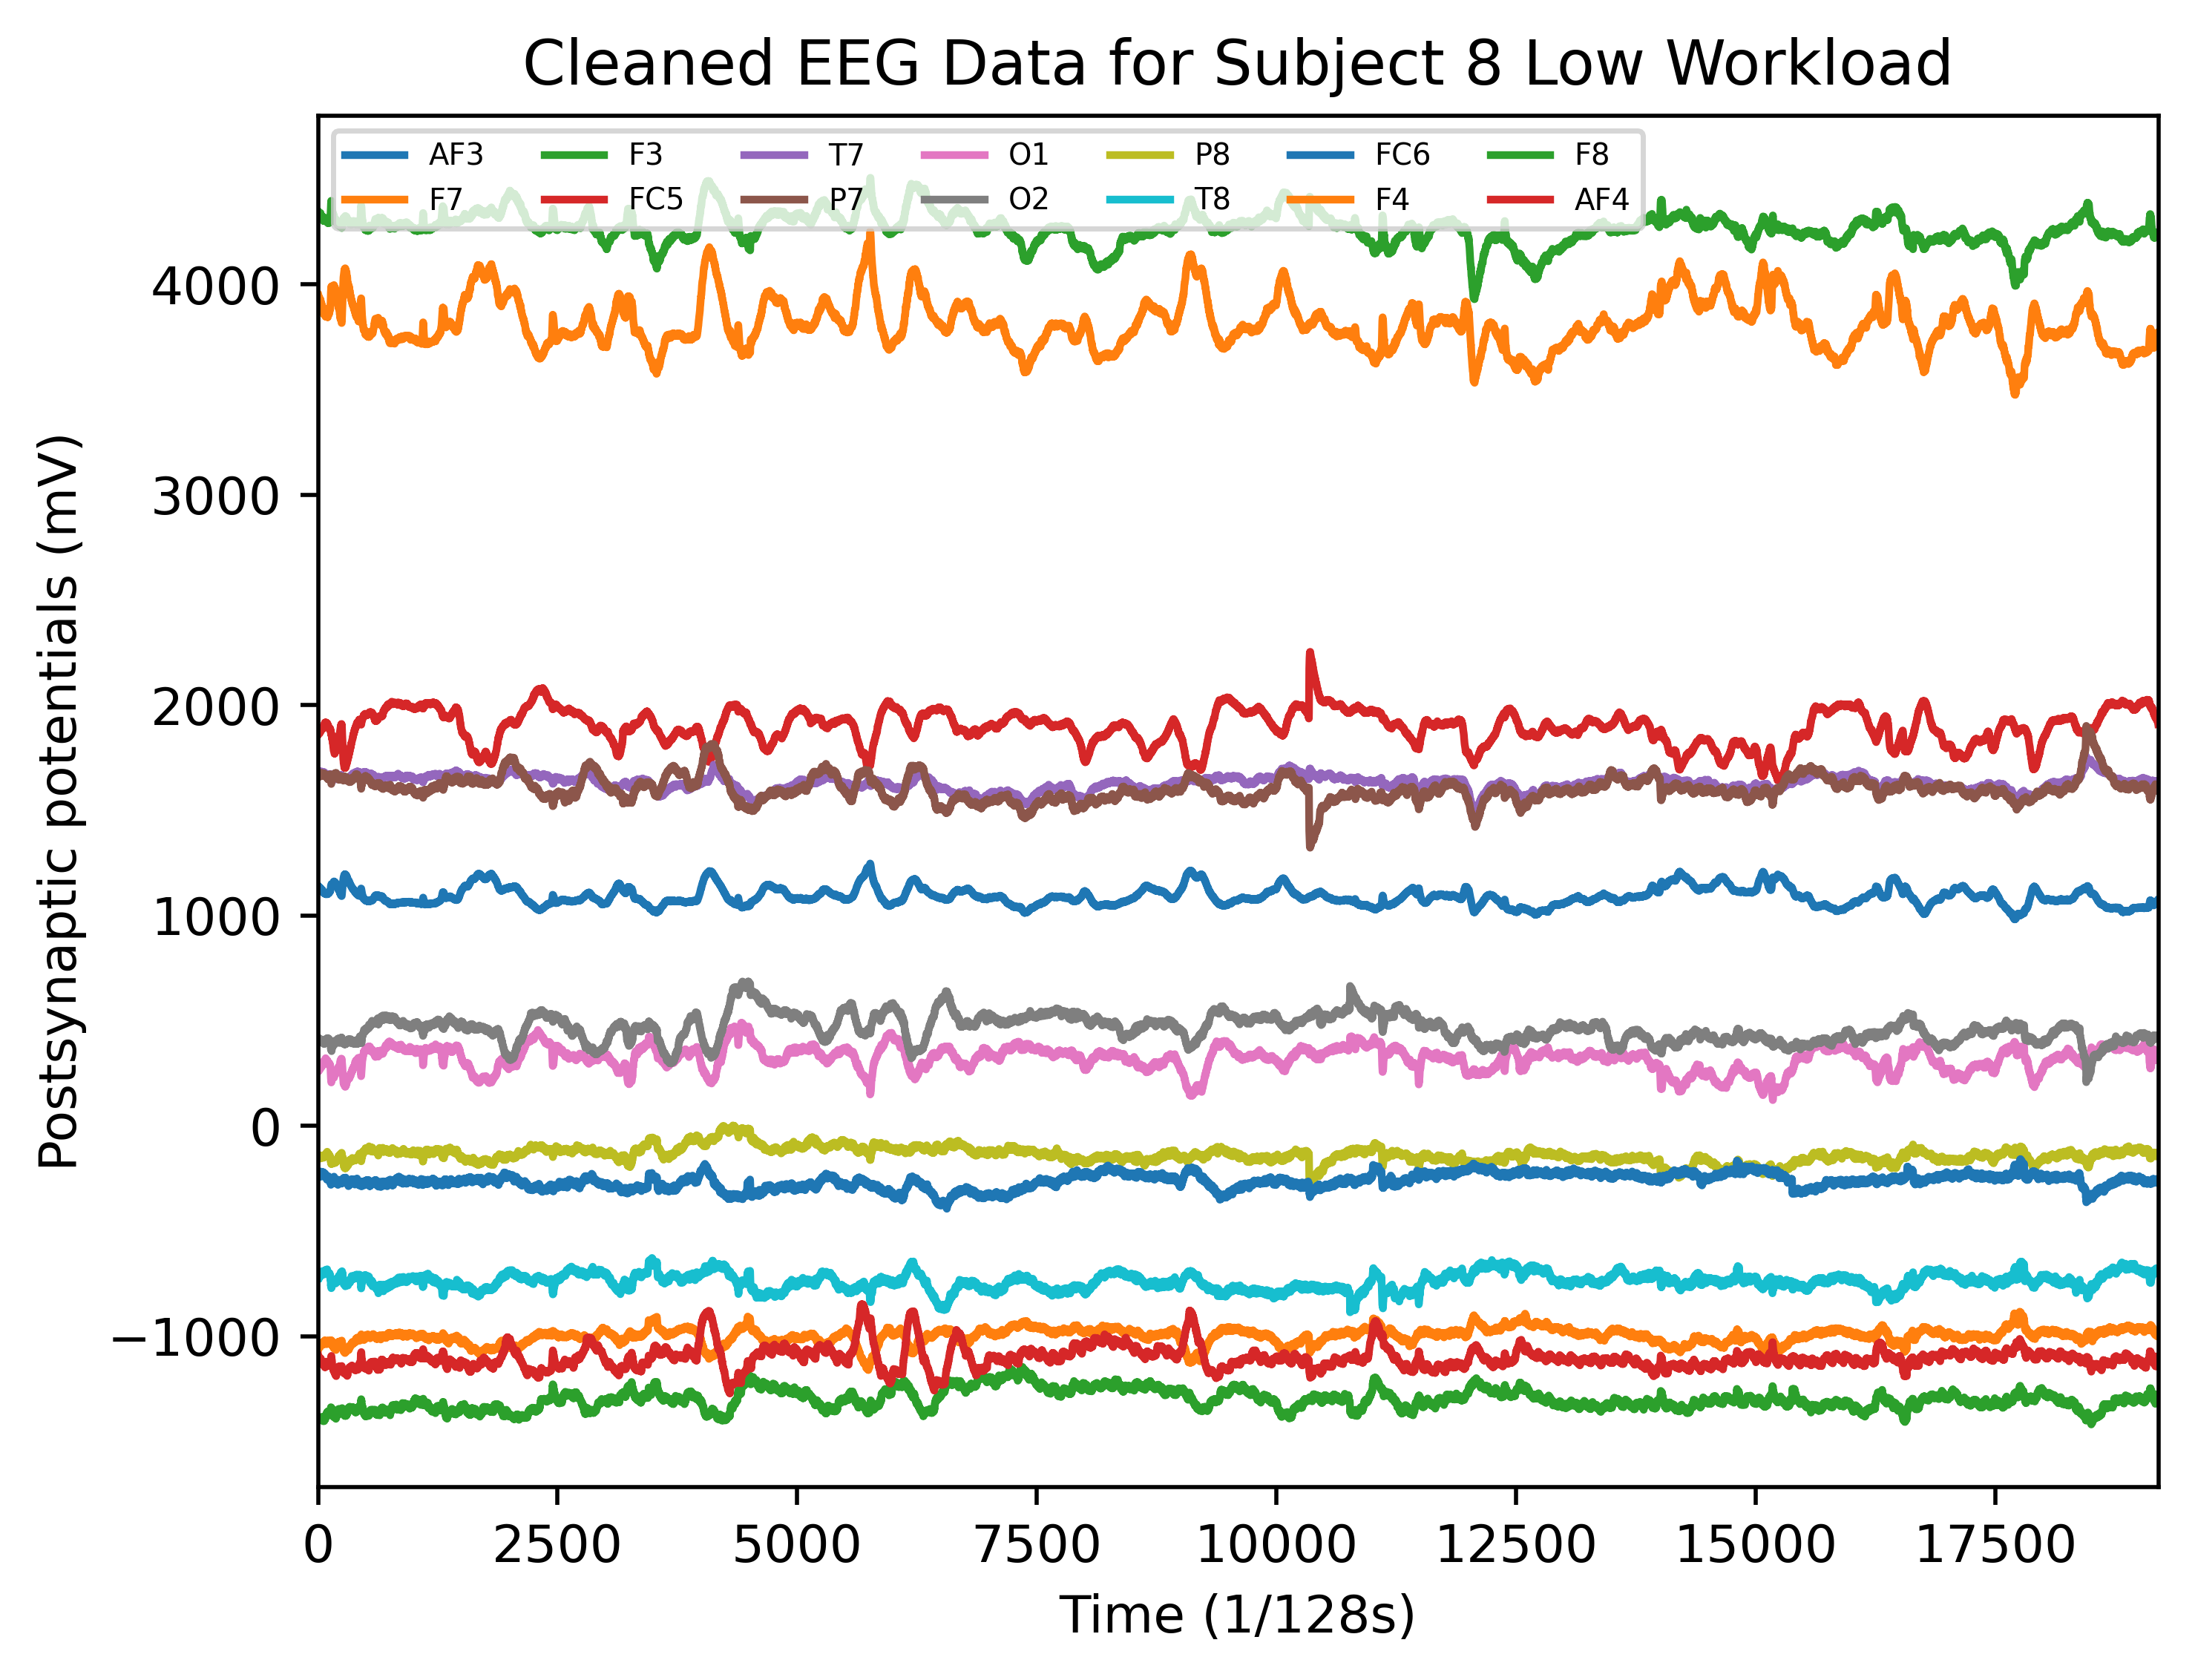 Cleaned EEG Data for Subject 8 Low Workload
AF3 F3 T7 O1 P8 FC6 F8
F7 FC5 P7 O2 T8 F4 AF4
Postsynaptic potentials (mV)
4000
3000
2000
1000
0
−1000
0 2500 5000 7500 10000 12500 15000 17500
Time (1/128s)